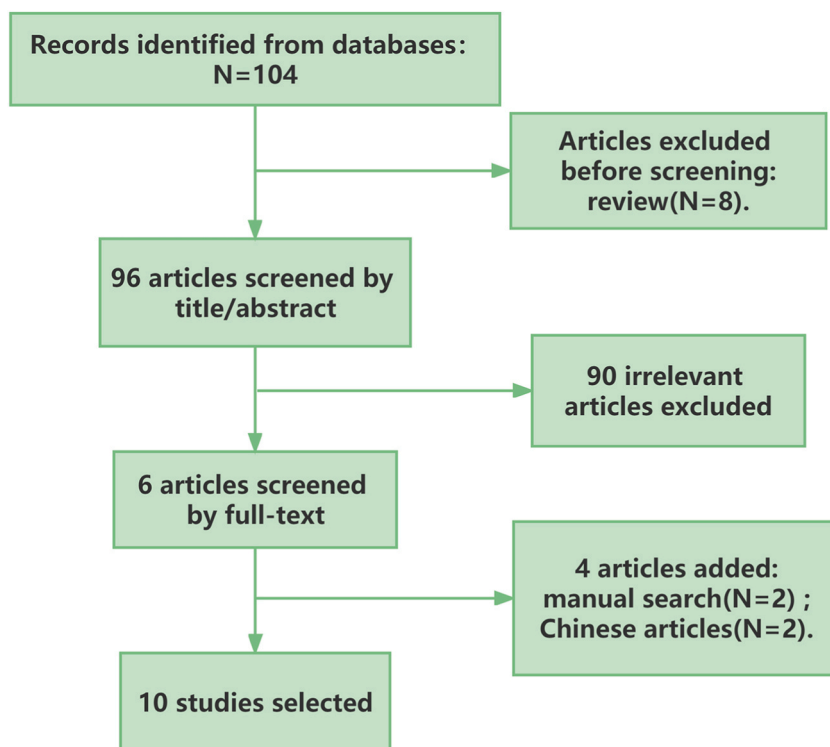 Records identified from databases:
N=104
Articles excluded
before screening:
review(N=8).
96 articles screened by
title/abstract
90 irrelevant
articles excluded
6 articles screened
by full-text
4 articles added:
manual search(N=2) ;
Chinese articles(N=2).
10 studies selected